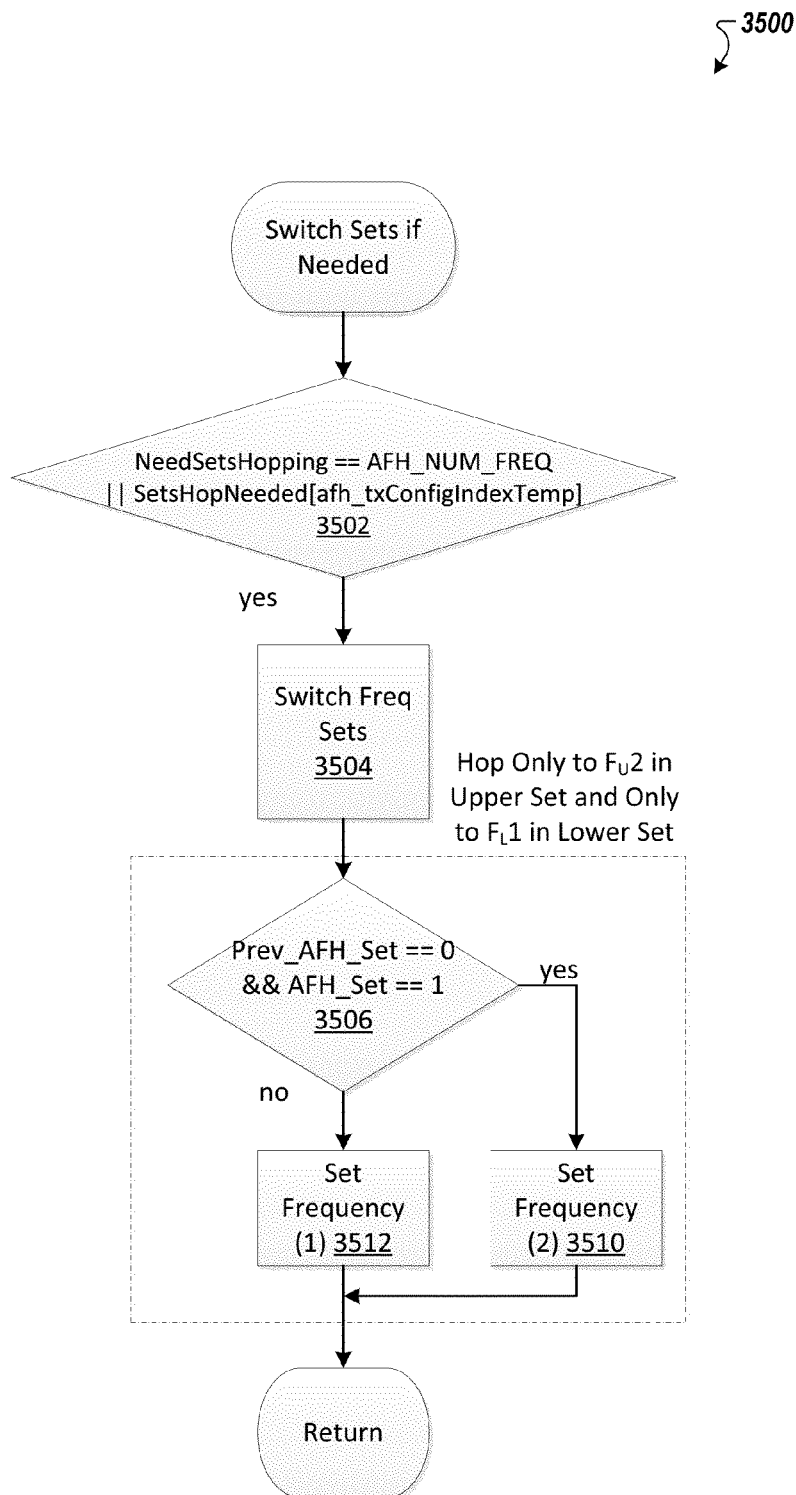 3500
Switch Sets if
Needed
NeedSetsHopping == AFH_NUM_FREQ
|| SetsHopNeeded[afh_txConfigIndexTemp]
3502
yes
Switch Freq
Sets
3504
Hop Only to FU2 in
Upper Set and Only
to FL1 in Lower Set
Prev_AFH_Set == 0
&& AFH_Set == 1
3506
yes
no
Set
Frequency
(1) 3512
Set
Frequency
(2) 3510
Return